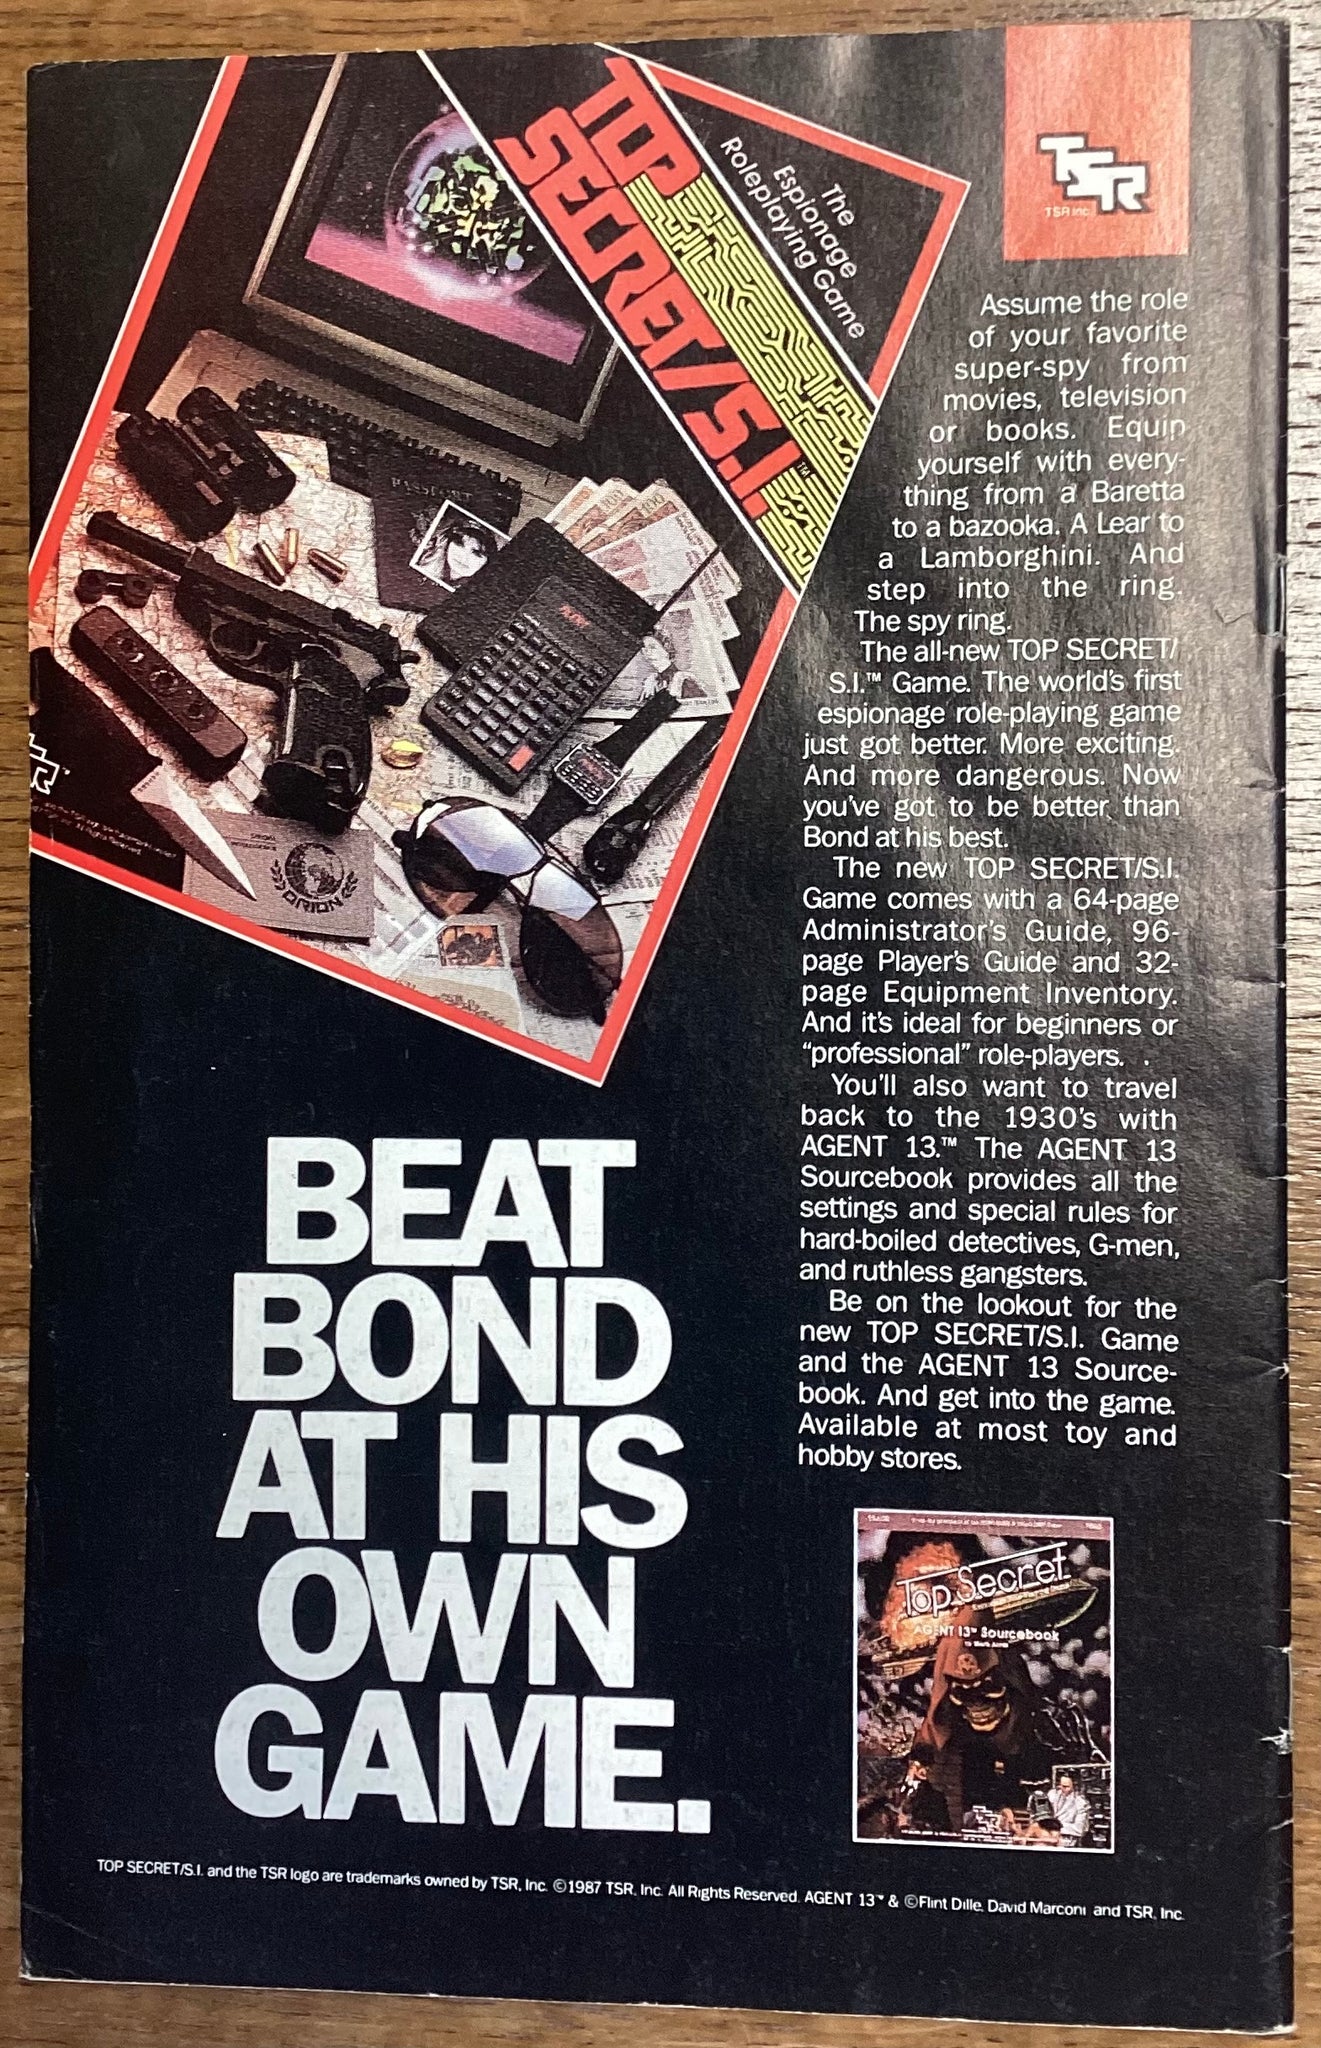 TOP
SECRET/S.I.™
The
Espionage
Roleplaying Game
TSR
TSR Inc.
PASSPORT
ORION
Assume the role
of your favorite
super-spy from
movies, television
or books. Equip
yourself with every-
thing from a Baretta
to a bazooka. A Lear to
a Lamborghini. And
step into the ring.
The spy ring.
The all-new TOP SECRET/
S.I.™ Game. The world's first
espionage role-playing game
just got better. More exciting.
And more dangerous. Now
you've got to be better than
Bond at his best.
The new TOP SECRET/S.I.
Game comes with a 64-page
Administrator's Guide, 96-
page Player's Guide and 32-
page Equipment Inventory.
And it's ideal for beginners or
“professional” role-players.
You'll also want to travel
back to the 1930's with
AGENT 13.™ The AGENT 13
Sourcebook provides all the
settings and special rules for
hard-boiled detectives, G-men,
and ruthless gangsters.
Be on the lookout for the
new TOP SECRET/S.I. Game
and the AGENT 13 Source-
book. And get into the game.
Available at most toy and
hobby stores.
BEAT
BOND
AT HIS
OWN
GAME.
Top Secret
AGENT 13™ Sourcebook
TOP SECRET/S.I. and the TSR logo are trademarks owned by TSR, Inc. ©1987 TSR, Inc. All Rights Reserved. AGENT 13™ & ©Flint Dille, David Marconi and TSR, Inc.